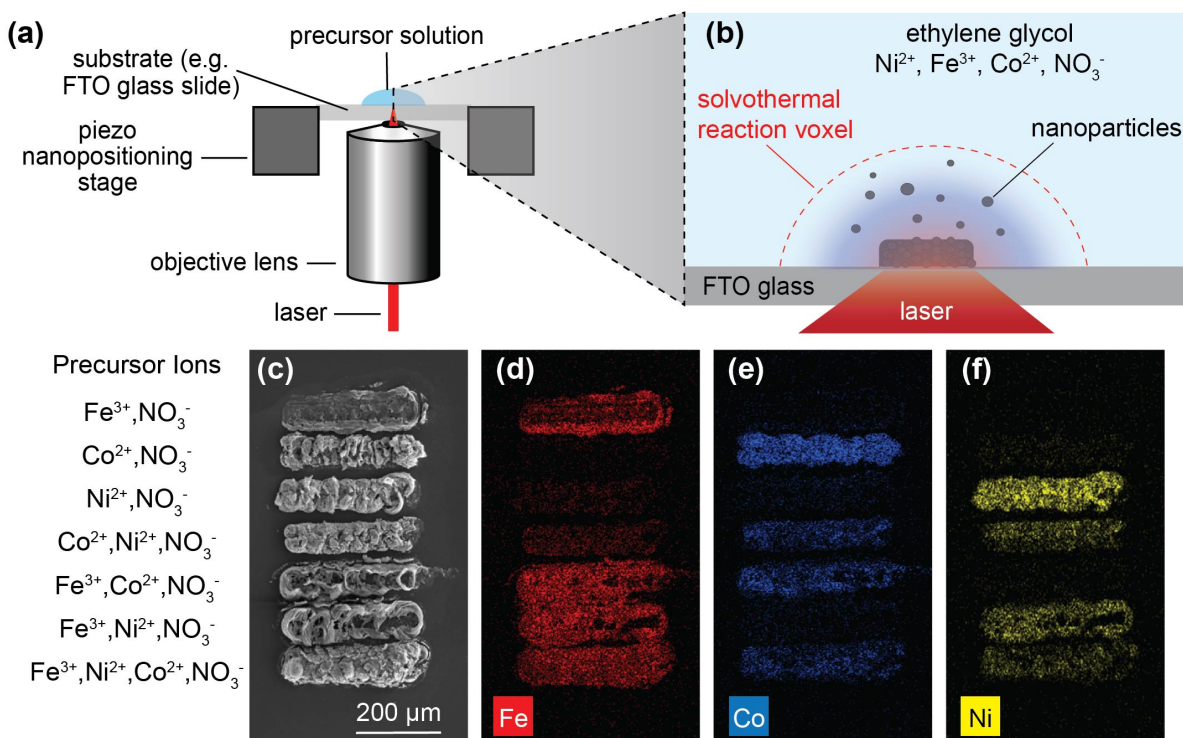 (a)
precursor solution
substrate (e.g.
FTO glass slide)
piezo
nanopositioning
stage
objective lens
laser
(b)
ethylene glycol
Ni²⁺, Fe³⁺, Co²⁺, NO₃⁻
solvothermal
reaction voxel
nanoparticles
FTO glass
laser
Precursor Ions
Fe³⁺,NO₃⁻
Co²⁺,NO₃⁻
Ni²⁺,NO₃⁻
Co²⁺,Ni²⁺,NO₃⁻
Fe³⁺,Co²⁺,NO₃⁻
Fe³⁺,Ni²⁺,NO₃⁻
Fe³⁺,Ni²⁺,Co²⁺,NO₃⁻
(c)
200 µm
(d)
Fe
(e)
Co
(f)
Ni